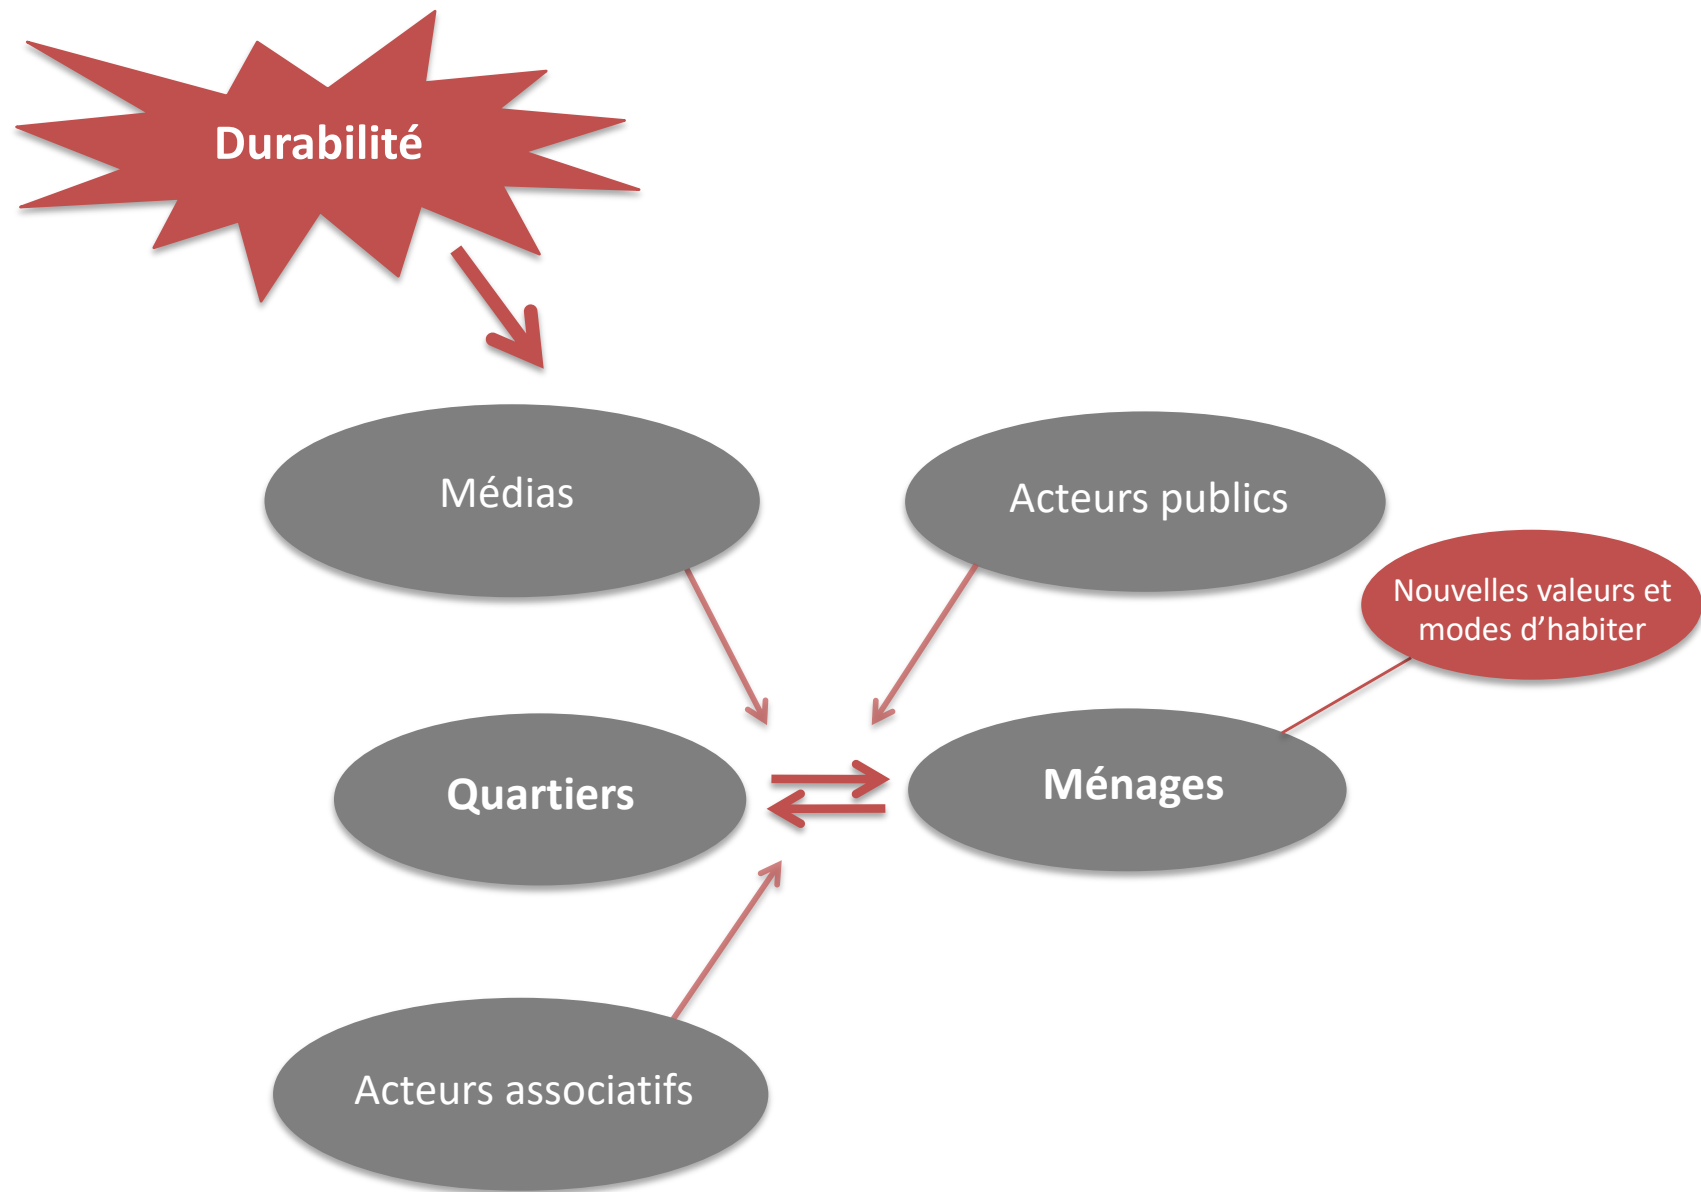 Durabilité
Médias
Acteurs publics
Nouvelles valeurs et
modes d’habiter
Quartiers
Ménages
Acteurs associatifs